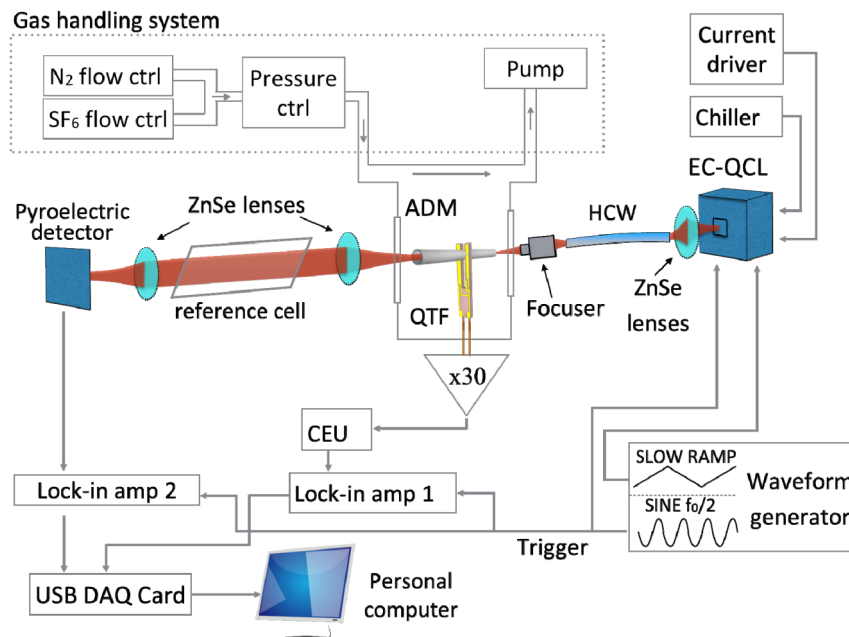 Gas handling system
N₂ flow ctrl
SF₆ flow ctrl
Pressure
ctrl
Pump
Current
driver
Chiller
EC-QCL
Pyroelectric
detector
ZnSe lenses
ADM
HCW
reference cell
QTF
Focuser
ZnSe
lenses
x30
CEU
Lock-in amp 2
Lock-in amp 1
SLOW RAMP
SINE f₀/2
Waveform
generator
Trigger
USB DAQ Card
Personal
computer